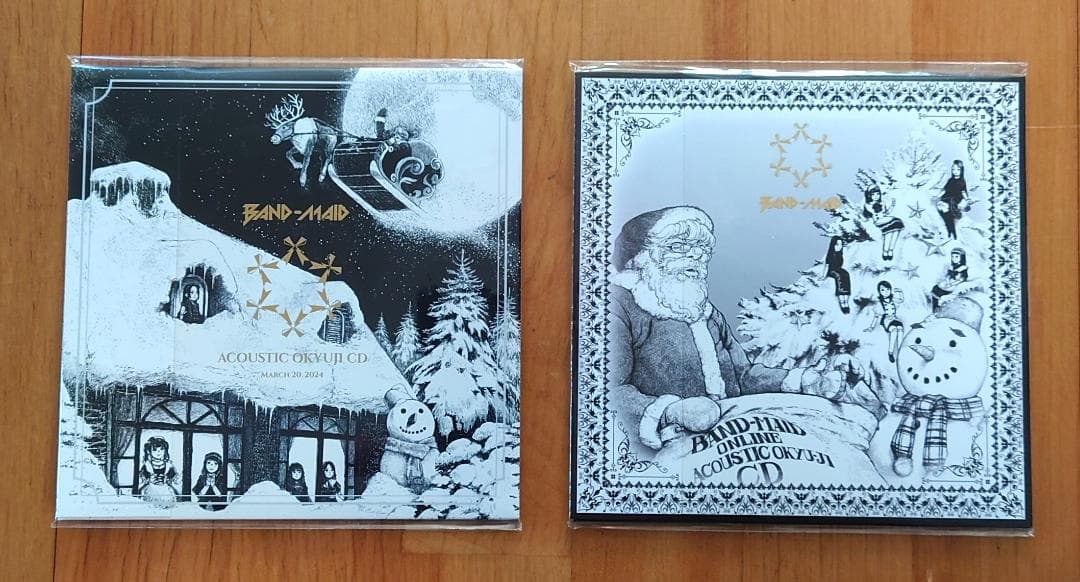 BAND-MAID
ACOUSTIC OKYUJI CD
MARCH 20, 2024
BAND-MAID
BAND-MAID
ONLINE
ACOUSTIC OKYUJI
CD